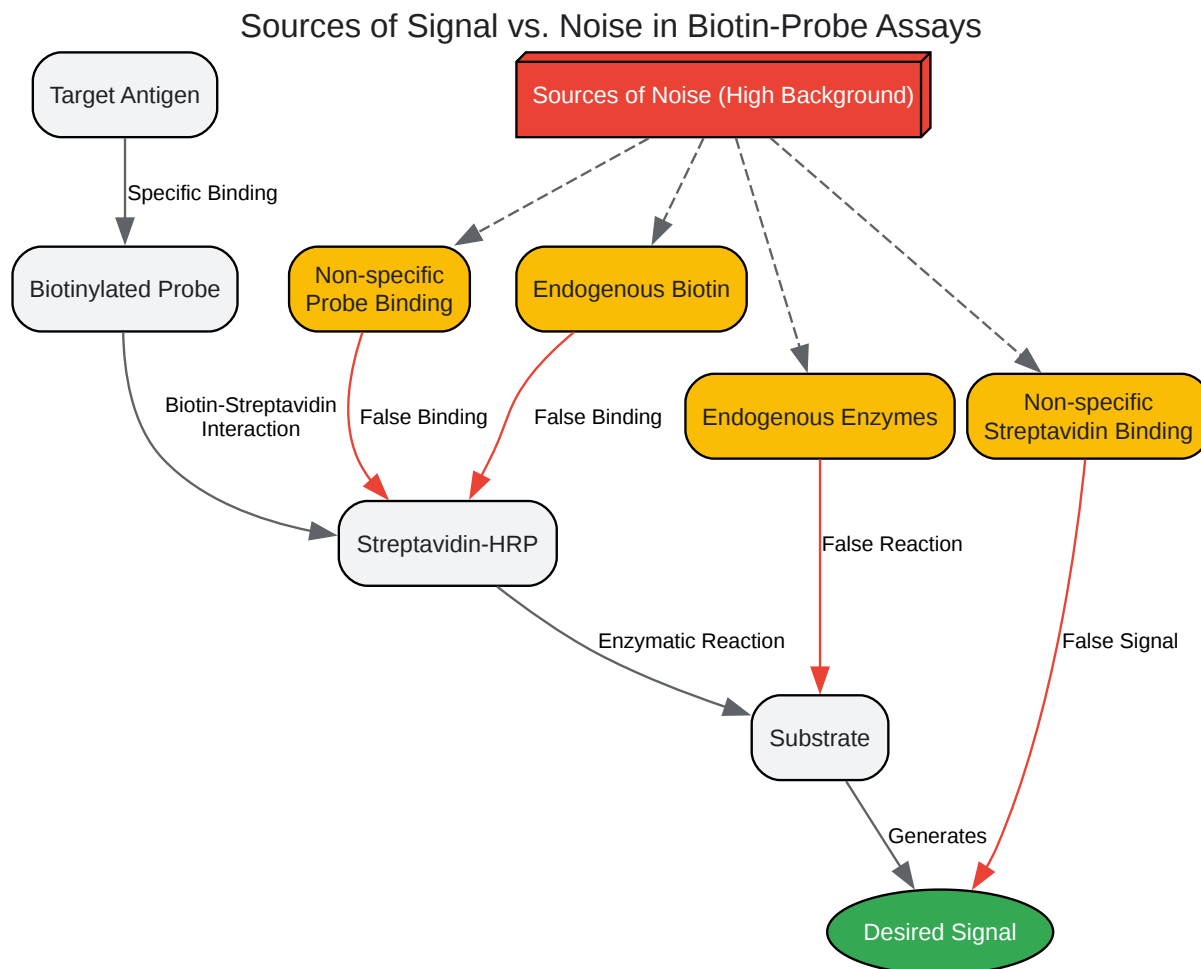 Sources of Signal vs. Noise in Biotin-Probe Assays
Target Antigen
Sources of Noise (High Background)
Specific Binding
Biotinylated Probe
Non-specific
Probe Binding
Endogenous Biotin
Biotin-Streptavidin
Interaction
False Binding
False Binding
Endogenous Enzymes
Non-specific
Streptavidin Binding
Streptavidin-HRP
False Reaction
Enzymatic Reaction
False Signal
Substrate
Generates
Desired Signal